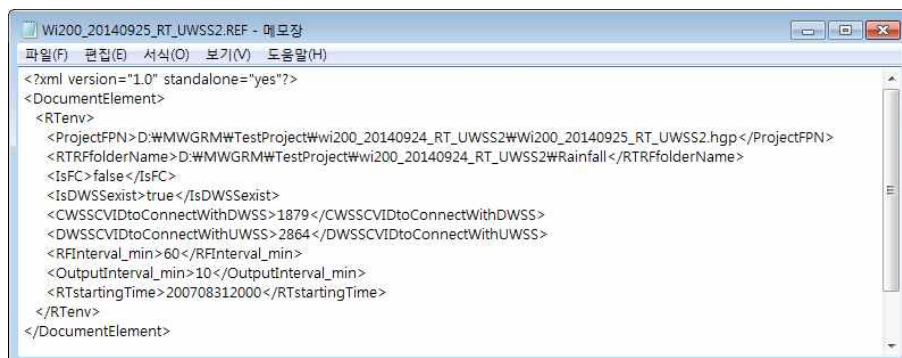 Wi200_20140925_RT_UWSS2.REF - 메모장
파일(F) 편집(E) 서식(O) 보기(V) 도움말(H)
<?xml version="1.0" standalone="yes"?>
<DocumentElement>
<RTenv>
<ProjectFPN>D:₩MWGRM₩TestProject₩wi200_20140924_RT_UWSS2₩Wi200_20140925_RT_UWSS2.hgp</ProjectFPN>
<RTRFfolderName>D:₩MWGRM₩TestProject₩wi200_20140924_RT_UWSS2₩Rainfall</RTRFfolderName>
<IsFC>false</IsFC>
<IsDWSSexist>true</IsDWSSexist>
<CWSSCVIDtoConnectWithDWSS>1879</CWSSCVIDtoConnectWithDWSS>
<DWSSCVIDtoConnectWithUWSS>2864</DWSSCVIDtoConnectWithUWSS>
<RFInterval_min>60</RFInterval_min>
<OutputInterval_min>10</OutputInterval_min>
<RTstartingTime>200708312000</RTstartingTime>
</RTenv>
</DocumentElement>